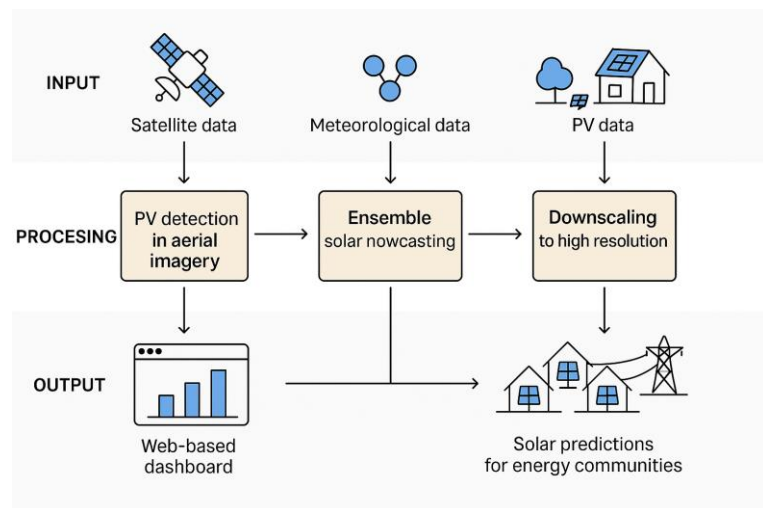 INPUT
Satellite data
Meteorological data
PV data
PROCESING
PV detection
in aerial
imagery
Ensemble
solar nowcasting
Downscaling
to high resolution
OUTPUT
Web-based
dashboard
Solar predictions
for energy communities